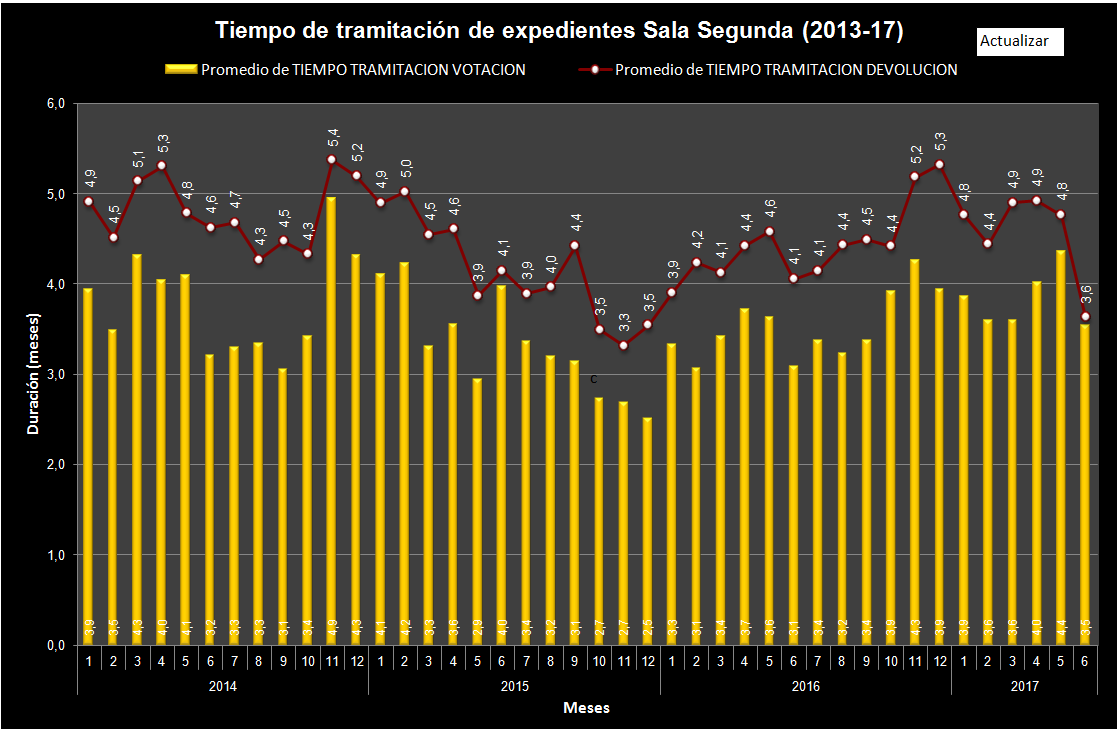 Tiempo de tramitación de expedientes Sala Segunda (2013-17)
Actualizar
Promedio de TIEMPO TRAMITACION VOTACION Promedio de TIEMPO TRAMITACION DEVOLUCION
6,0
5,0
4,0
3,0
2,0
1,0
0,0
Duración (meses)
4,9 4,5 5,1 5,3 4,8 4,6 4,7 4,3 4,5 4,3 5,4 5,2 4,9 5,0 4,5 4,6 3,9 4,1 3,9 4,0 4,4 3,5 3,3 3,5 3,9 4,2 4,1 4,4 4,6 4,1 4,1 4,4 4,5 4,4 5,2 5,3 4,8 4,4 4,9 4,9 4,8 3,6
c
3,9 3,5 4,3 4,0 4,1 3,2 3,3 3,3 3,1 3,4 4,9 4,3 4,1 4,2 3,3 3,6 2,9 4,0 3,4 3,2 3,1 2,7 2,7 2,5 3,3 3,1 3,4 3,7 3,6 3,1 3,4 3,2 3,4 3,9 4,3 3,9 3,9 3,6 3,6 4,0 4,4 3,5
1 2 3 4 5 6 7 8 9 10 11 12 1 2 3 4 5 6 7 8 9 10 11 12 1 2 3 4 5 6 7 8 9 10 11 12 1 2 3 4 5 6
2014 2015 2016 2017
Meses